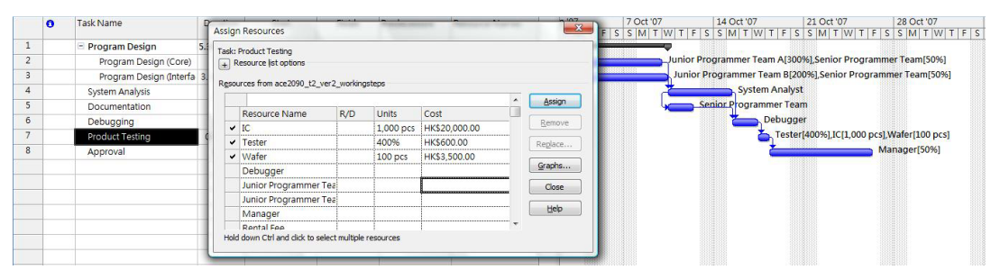 Task Name
'07
7 Oct '07
14 Oct '07
21 Oct '07
28 Oct '07
F S S M T W T F S S M T W T F S S M T W T F S S M T W T F S
1 Program Design 5.
2 Program Design (Core)
3 Program Design (Interfa 3.
4 System Analysis
5 Documentation
6 Debugging
7 Product Testing
8 Approval
Assign Resources
Task: Product Testing
+ Resource list options
Resources from ace2090_t2_ver2_workingsteps
Resource Name R/D Units Cost
IC 1,000 pcs HK$20,000.00
Tester 400% HK$600.00
Wafer 100 pcs HK$3,500.00
Debugger
Junior Programmer Tea
Junior Programmer Tea
Manager
Rental Fee
Assign
Remove
Replace...
Graphs...
Close
Help
Hold down Ctrl and click to select multiple resources
Junior Programmer Team A[300%],Senior Programmer Team[50%]
Junior Programmer Team B[200%],Senior Programmer Team[50%]
System Analyst
Senior Programmer Team
Debugger
Tester[400%],IC[1,000 pcs],Wafer[100 pcs]
Manager[50%]